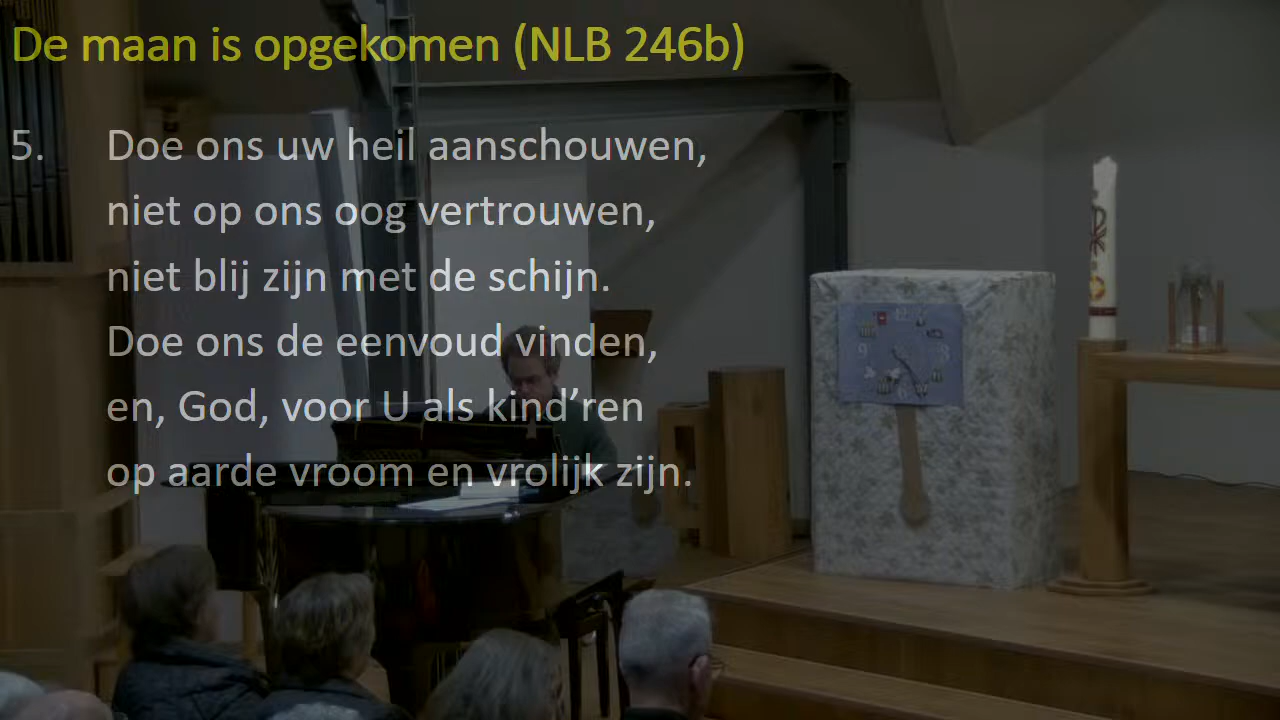 De maan is opgekomen (NLB 246b)
5. Doe ons uw heil aanschouwen,
niet op ons oog vertrouwen,
niet blij zijn met de schijn.
Doe ons de eenvoud vinden,
en, God, voor U als kind’ren
op aarde vroom en vrolijk zijn.